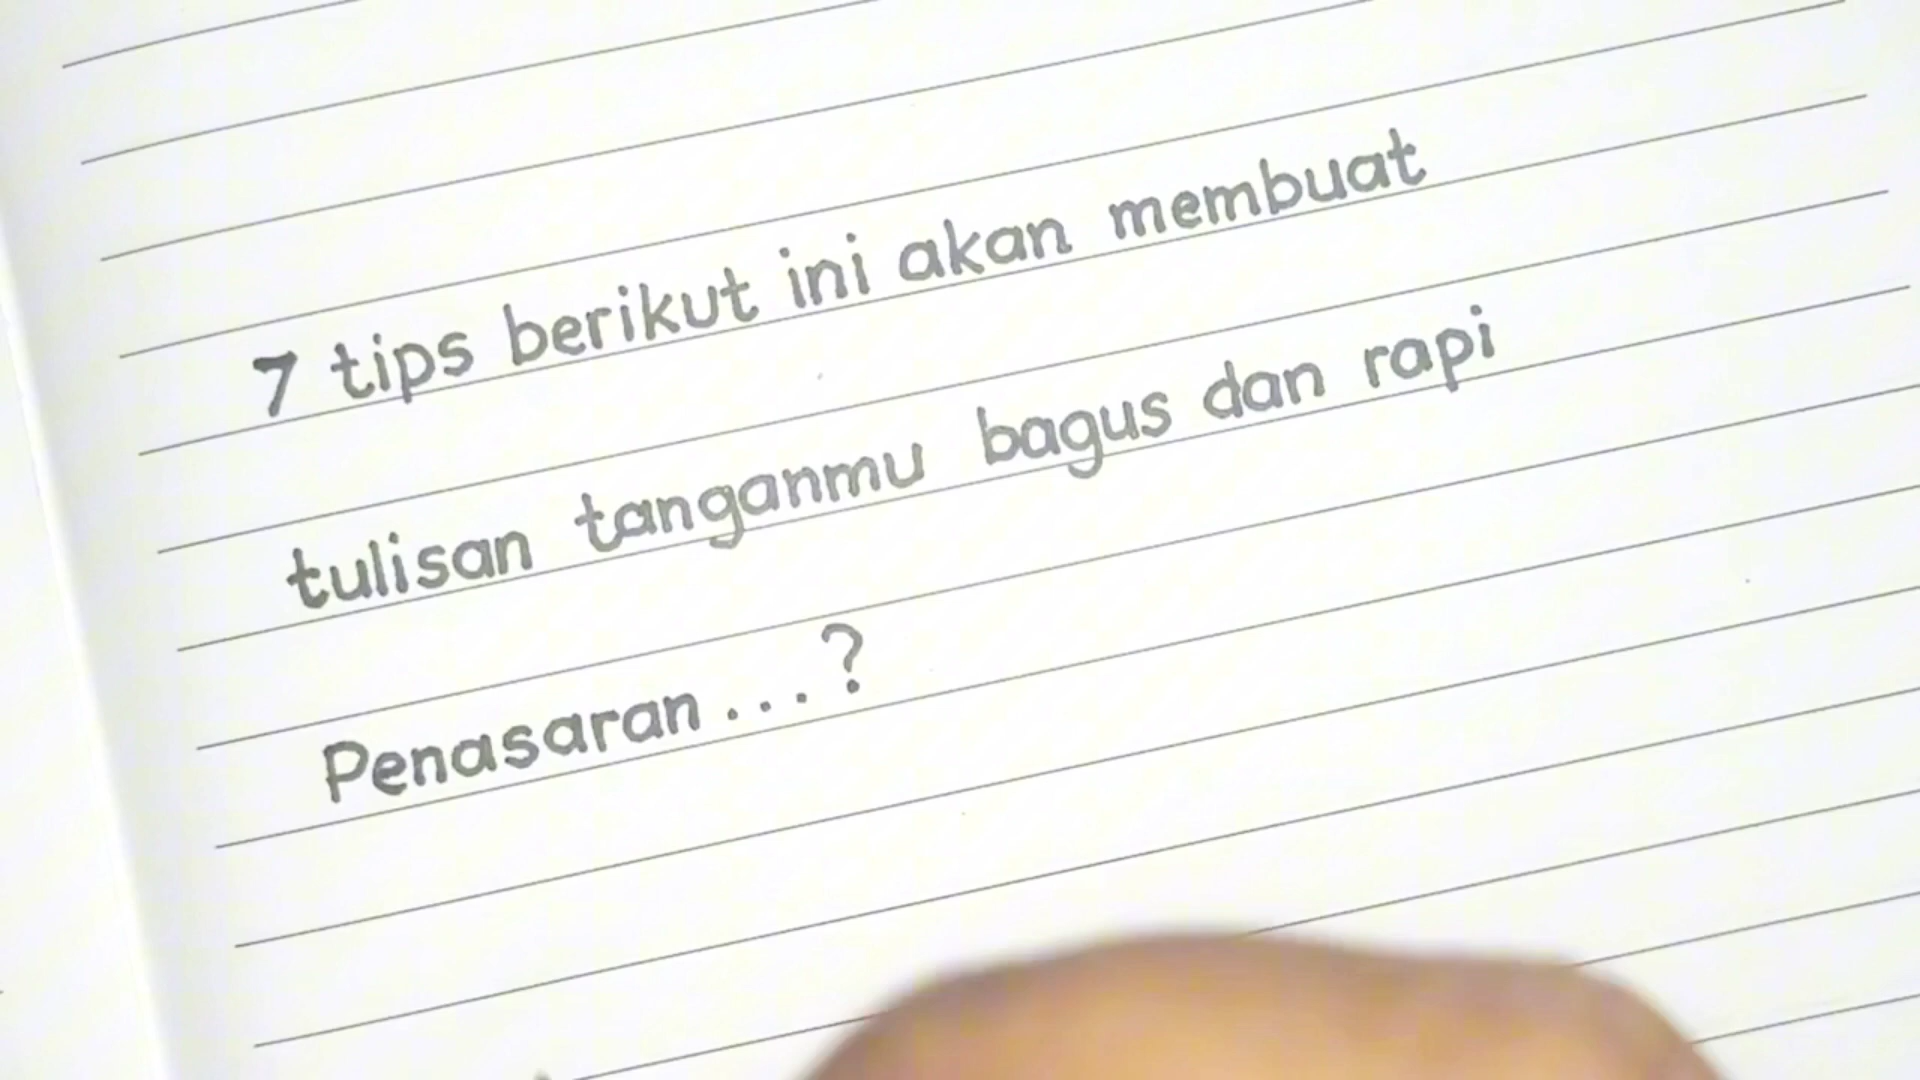 7 tips berikut ini akan membuat
tulisan tanganmu bagus dan rapi
Penasaran...?